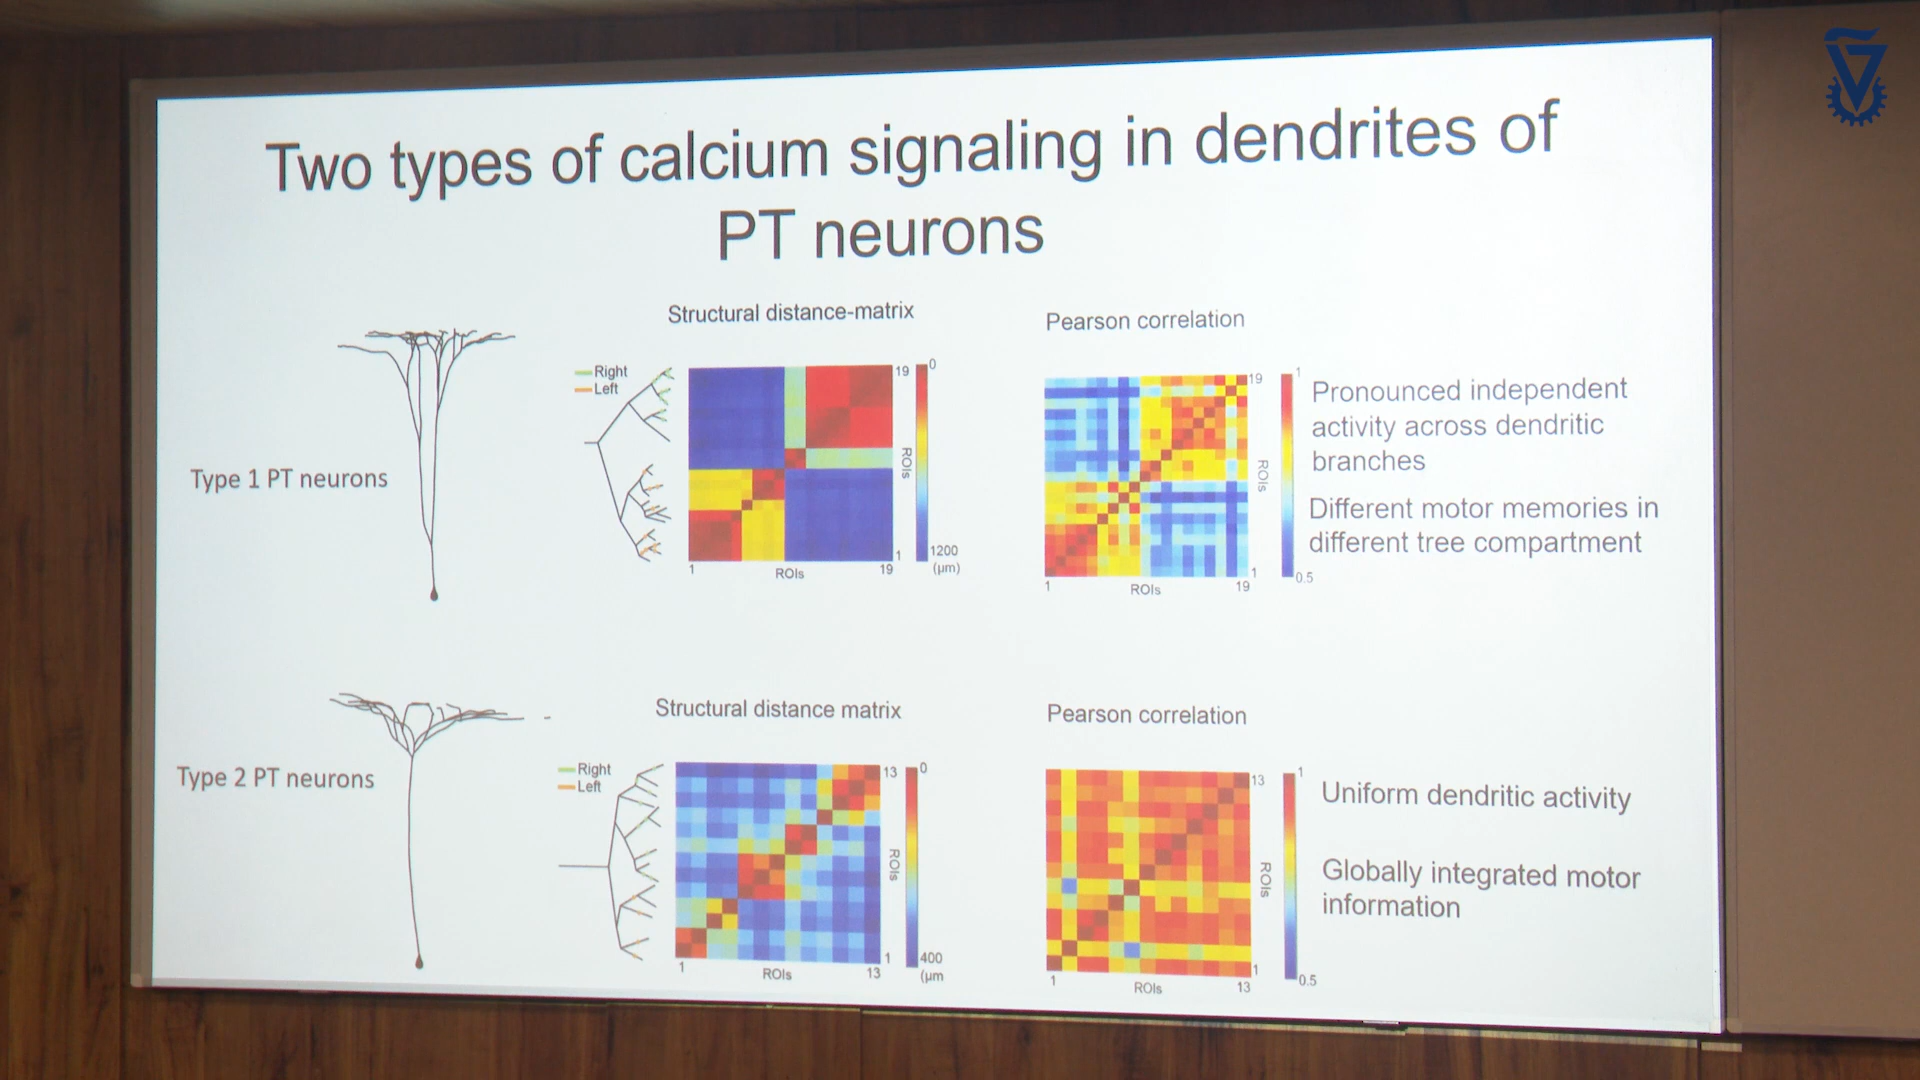 Two types of calcium signaling in dendrites of
PT neurons
Structural distance-matrix
Pearson correlation
Right
Left
19
0
ROIs
1
1200
(μm)
1
ROIs
19
19
1
ROIs
1
0.5
1
ROIs
19
Type 1 PT neurons
Pronounced independent
activity across dendritic
branches
Different motor memories in
different tree compartment
Structural distance matrix
Pearson correlation
Right
Left
13
0
ROIs
1
400
(μm
1
ROIs
13
13
1
ROIs
1
0.5
1
ROIs
13
Type 2 PT neurons
Uniform dendritic activity
Globally integrated motor
information